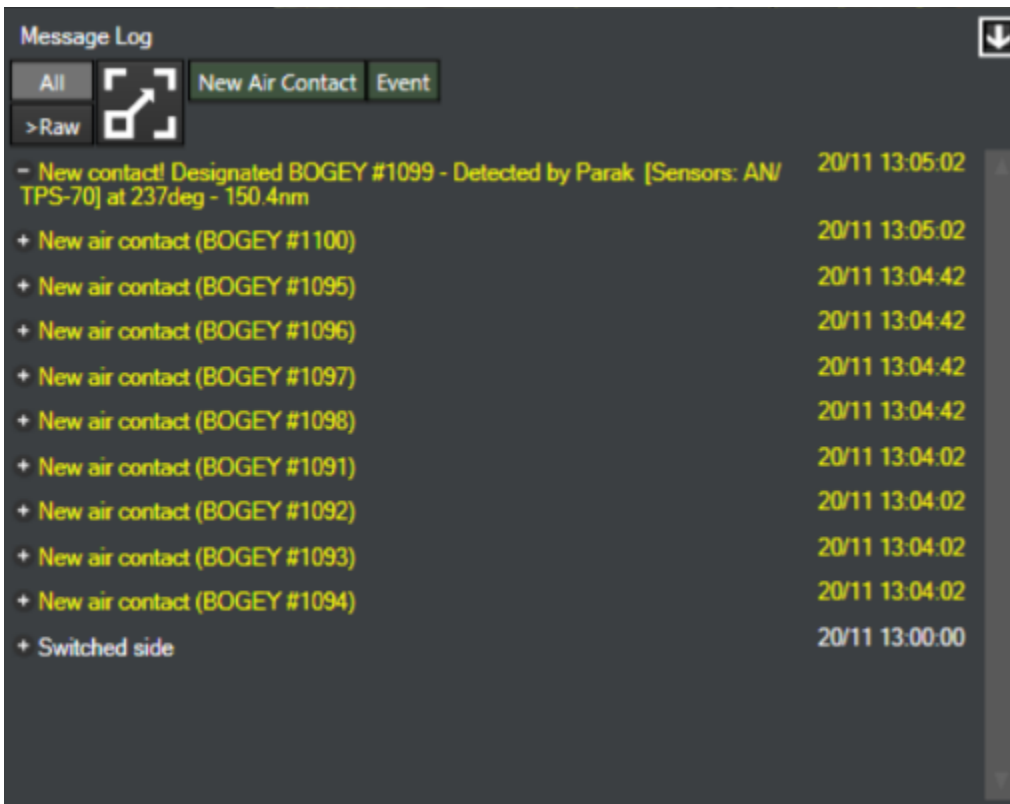 Message Log
All
New Air Contact
Event
>Raw
- New contact! Designated BOGEY #1099 - Detected by Parak [Sensors: AN/ 20/11 13:05:02
TPS-70] at 237deg - 150.4nm
+ New air contact (BOGEY #1100) 20/11 13:05:02
+ New air contact (BOGEY #1095) 20/11 13:04:42
+ New air contact (BOGEY #1096) 20/11 13:04:42
+ New air contact (BOGEY #1097) 20/11 13:04:42
+ New air contact (BOGEY #1098) 20/11 13:04:42
+ New air contact (BOGEY #1091) 20/11 13:04:02
+ New air contact (BOGEY #1092) 20/11 13:04:02
+ New air contact (BOGEY #1093) 20/11 13:04:02
+ New air contact (BOGEY #1094) 20/11 13:04:02
+ Switched side 20/11 13:00:00